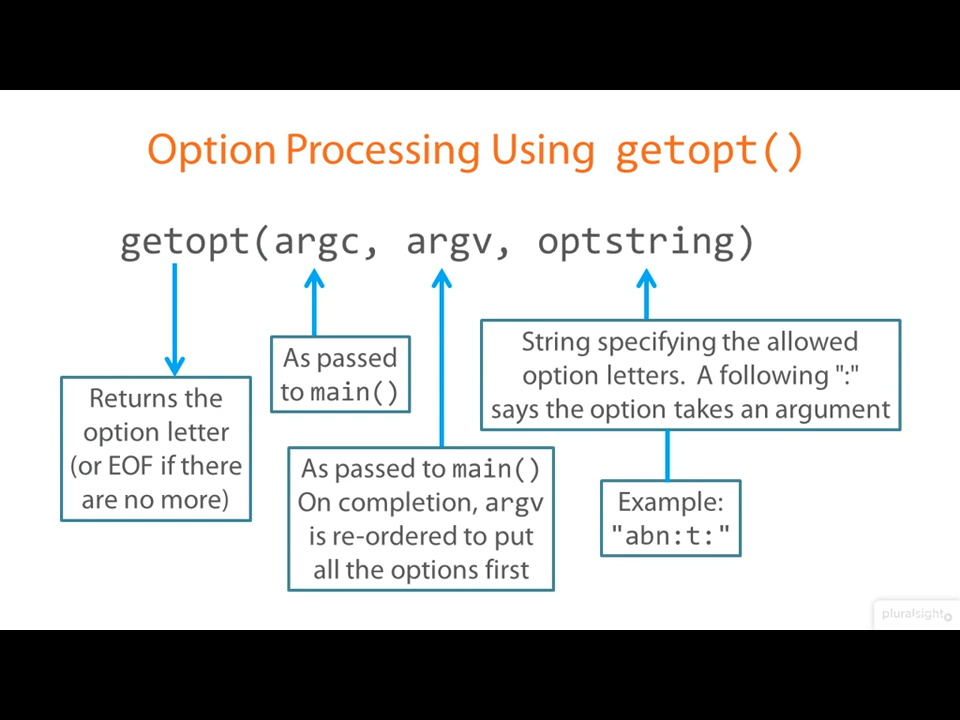 Option Processing Using getopt()
getopt(argc, argv, optstring)
As passed
to main()
String specifying the allowed
option letters. A following ":"
says the option takes an argument
Returns the
option letter
(or EOF if there
are no more)
As passed to main()
On completion, argv
is re-ordered to put
all the options first
Example:
"abn:t:"
pluralsight